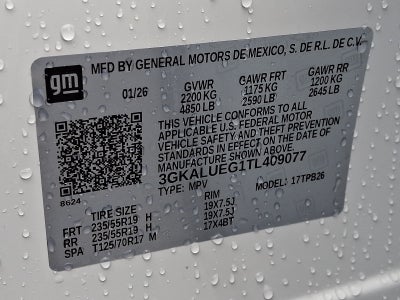 gm
MFD BY GENERAL MOTORS DE MEXICO, S. DE R.L. DE C.V.
01/26 GVWR GAWR FRT GAWR RR
2200 KG 1175 KG 1200 KG
4850 LB 2590 LB 2645 LB
THIS VEHICLE CONFORMS TO ALL
APPLICABLE U.S. FEDERAL MOTOR
VEHICLE SAFETY AND THEFT PREVENTION
STANDARDS IN EFFECT ON THE DATE OF
MANUFACTURE SHOWN ABOVE.
3GKALUEG1TL409077
TYPE: MPV MODEL: 17TPB26
8624
TIRE SIZE RIM
FRT 235/55R19 H 19X7.5J
RR 235/55R19 H 19X7.5J
SPA T125/70R17 M 17X4BT